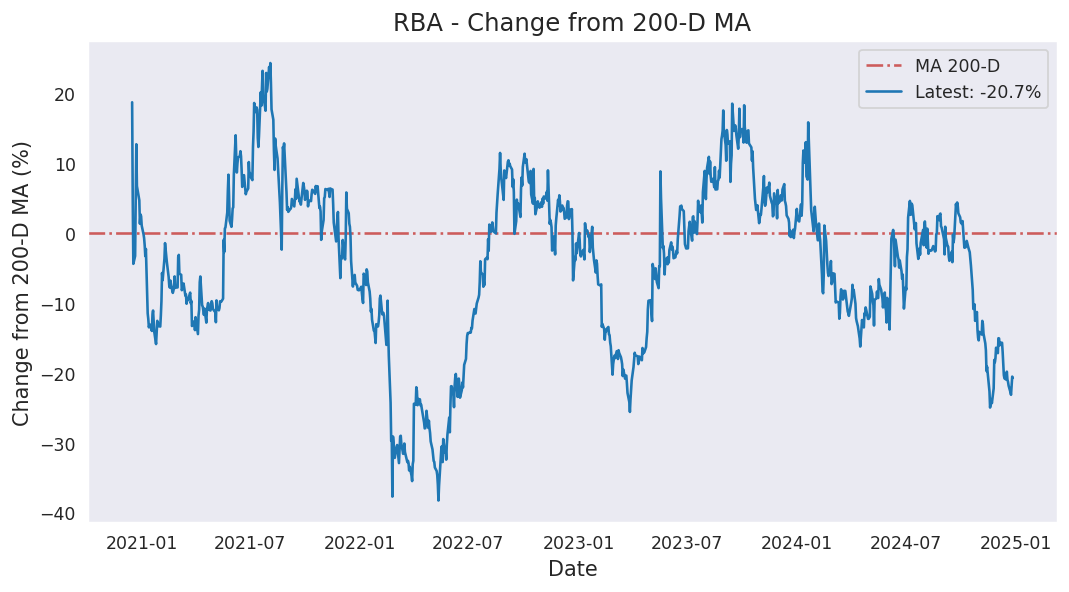 RBA - Change from 200-D MA
MA 200-D
Latest: -20.7%
Change from 200-D MA (%)
20
10
0
−10
−20
−30
−40
2021-01 2021-07 2022-01 2022-07 2023-01 2023-07 2024-01 2024-07 2025-01
Date